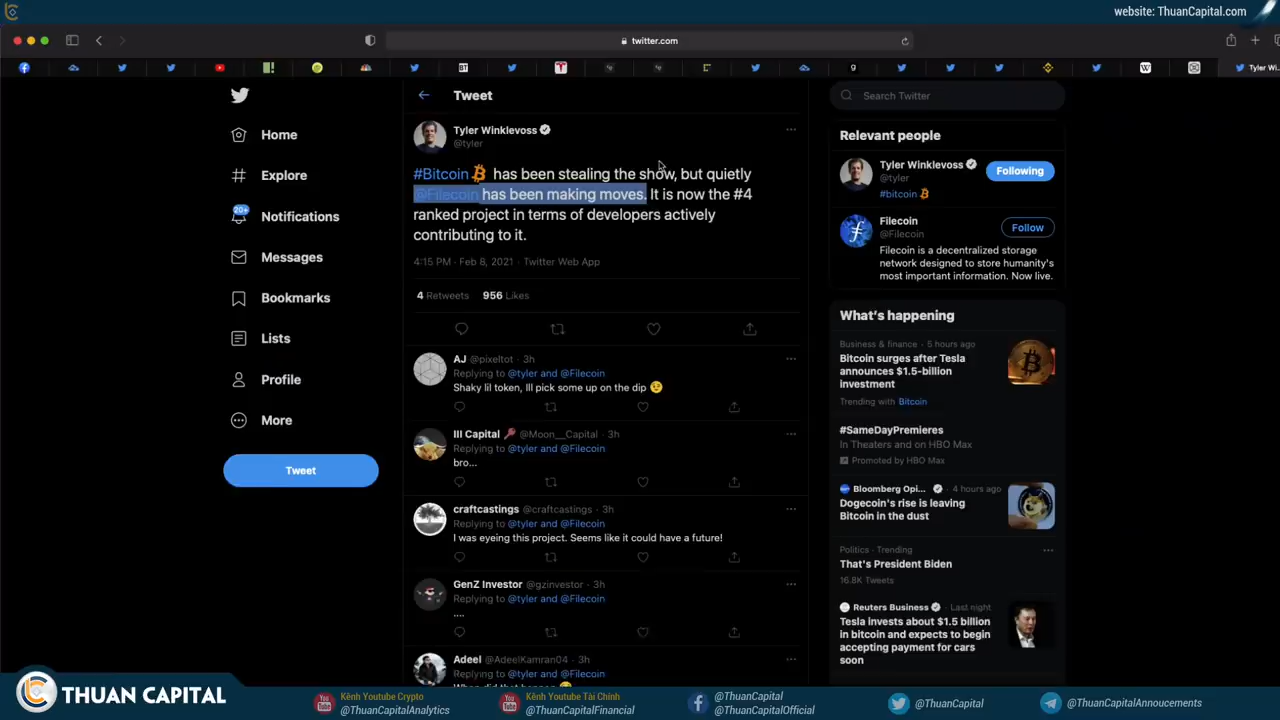 website: ThuanCapital.com
twitter.com
Tyler Wi...
Home
Explore
20+
Notifications
Messages
Bookmarks
Lists
Profile
More
Tweet
Tweet
Tyler Winklevoss
@tyler
#Bitcoin has been stealing the show, but quietly
@Filecoin has been making moves. It is now the #4
ranked project in terms of developers actively
contributing to it.
4:15 PM · Feb 8, 2021 · Twitter Web App
4 Retweets 956 Likes
AJ @pixeltot · 3h
Replying to @tyler and @Filecoin
Shaky lil token, Ill pick some up on the dip 😉
III Capital @Moon__Capital · 3h
Replying to @tyler and @Filecoin
bro...
craftcastings @craftcastings · 3h
Replying to @tyler and @Filecoin
I was eyeing this project. Seems like it could have a future!
GenZ Investor @gzinvestor · 3h
Replying to @tyler and @Filecoin
....
Adeel @AdeelKamran04 · 3h
Replying to @tyler and @Filecoin
Search Twitter
Relevant people
Tyler Winklevoss
@tyler
Following
#bitcoin
Filecoin
@Filecoin
Follow
Filecoin is a decentralized storage
network designed to store humanity's
most important information. Now live.
What's happening
Business & finance · 5 hours ago
Bitcoin surges after Tesla
announces $1.5-billion
investment
Trending with Bitcoin
#SameDayPremieres
In Theaters and on HBO Max
Promoted by HBO Max
Bloomberg Opi... · 4 hours ago
Dogecoin's rise is leaving
Bitcoin in the dust
Politics · Trending
That's President Biden
16.8K Tweets
Reuters Business · Last night
Tesla invests about $1.5 billion
in bitcoin and expects to begin
accepting payment for cars
soon
THUAN CAPITAL
Kênh Youtube Crypto
@ThuanCapitalAnalytics
Kênh Youtube Tài Chính
@ThuanCapitalFinancial
@ThuanCapital
@ThuanCapitalOfficial
@ThuanCapital
@ThuanCapitalAnnoucements